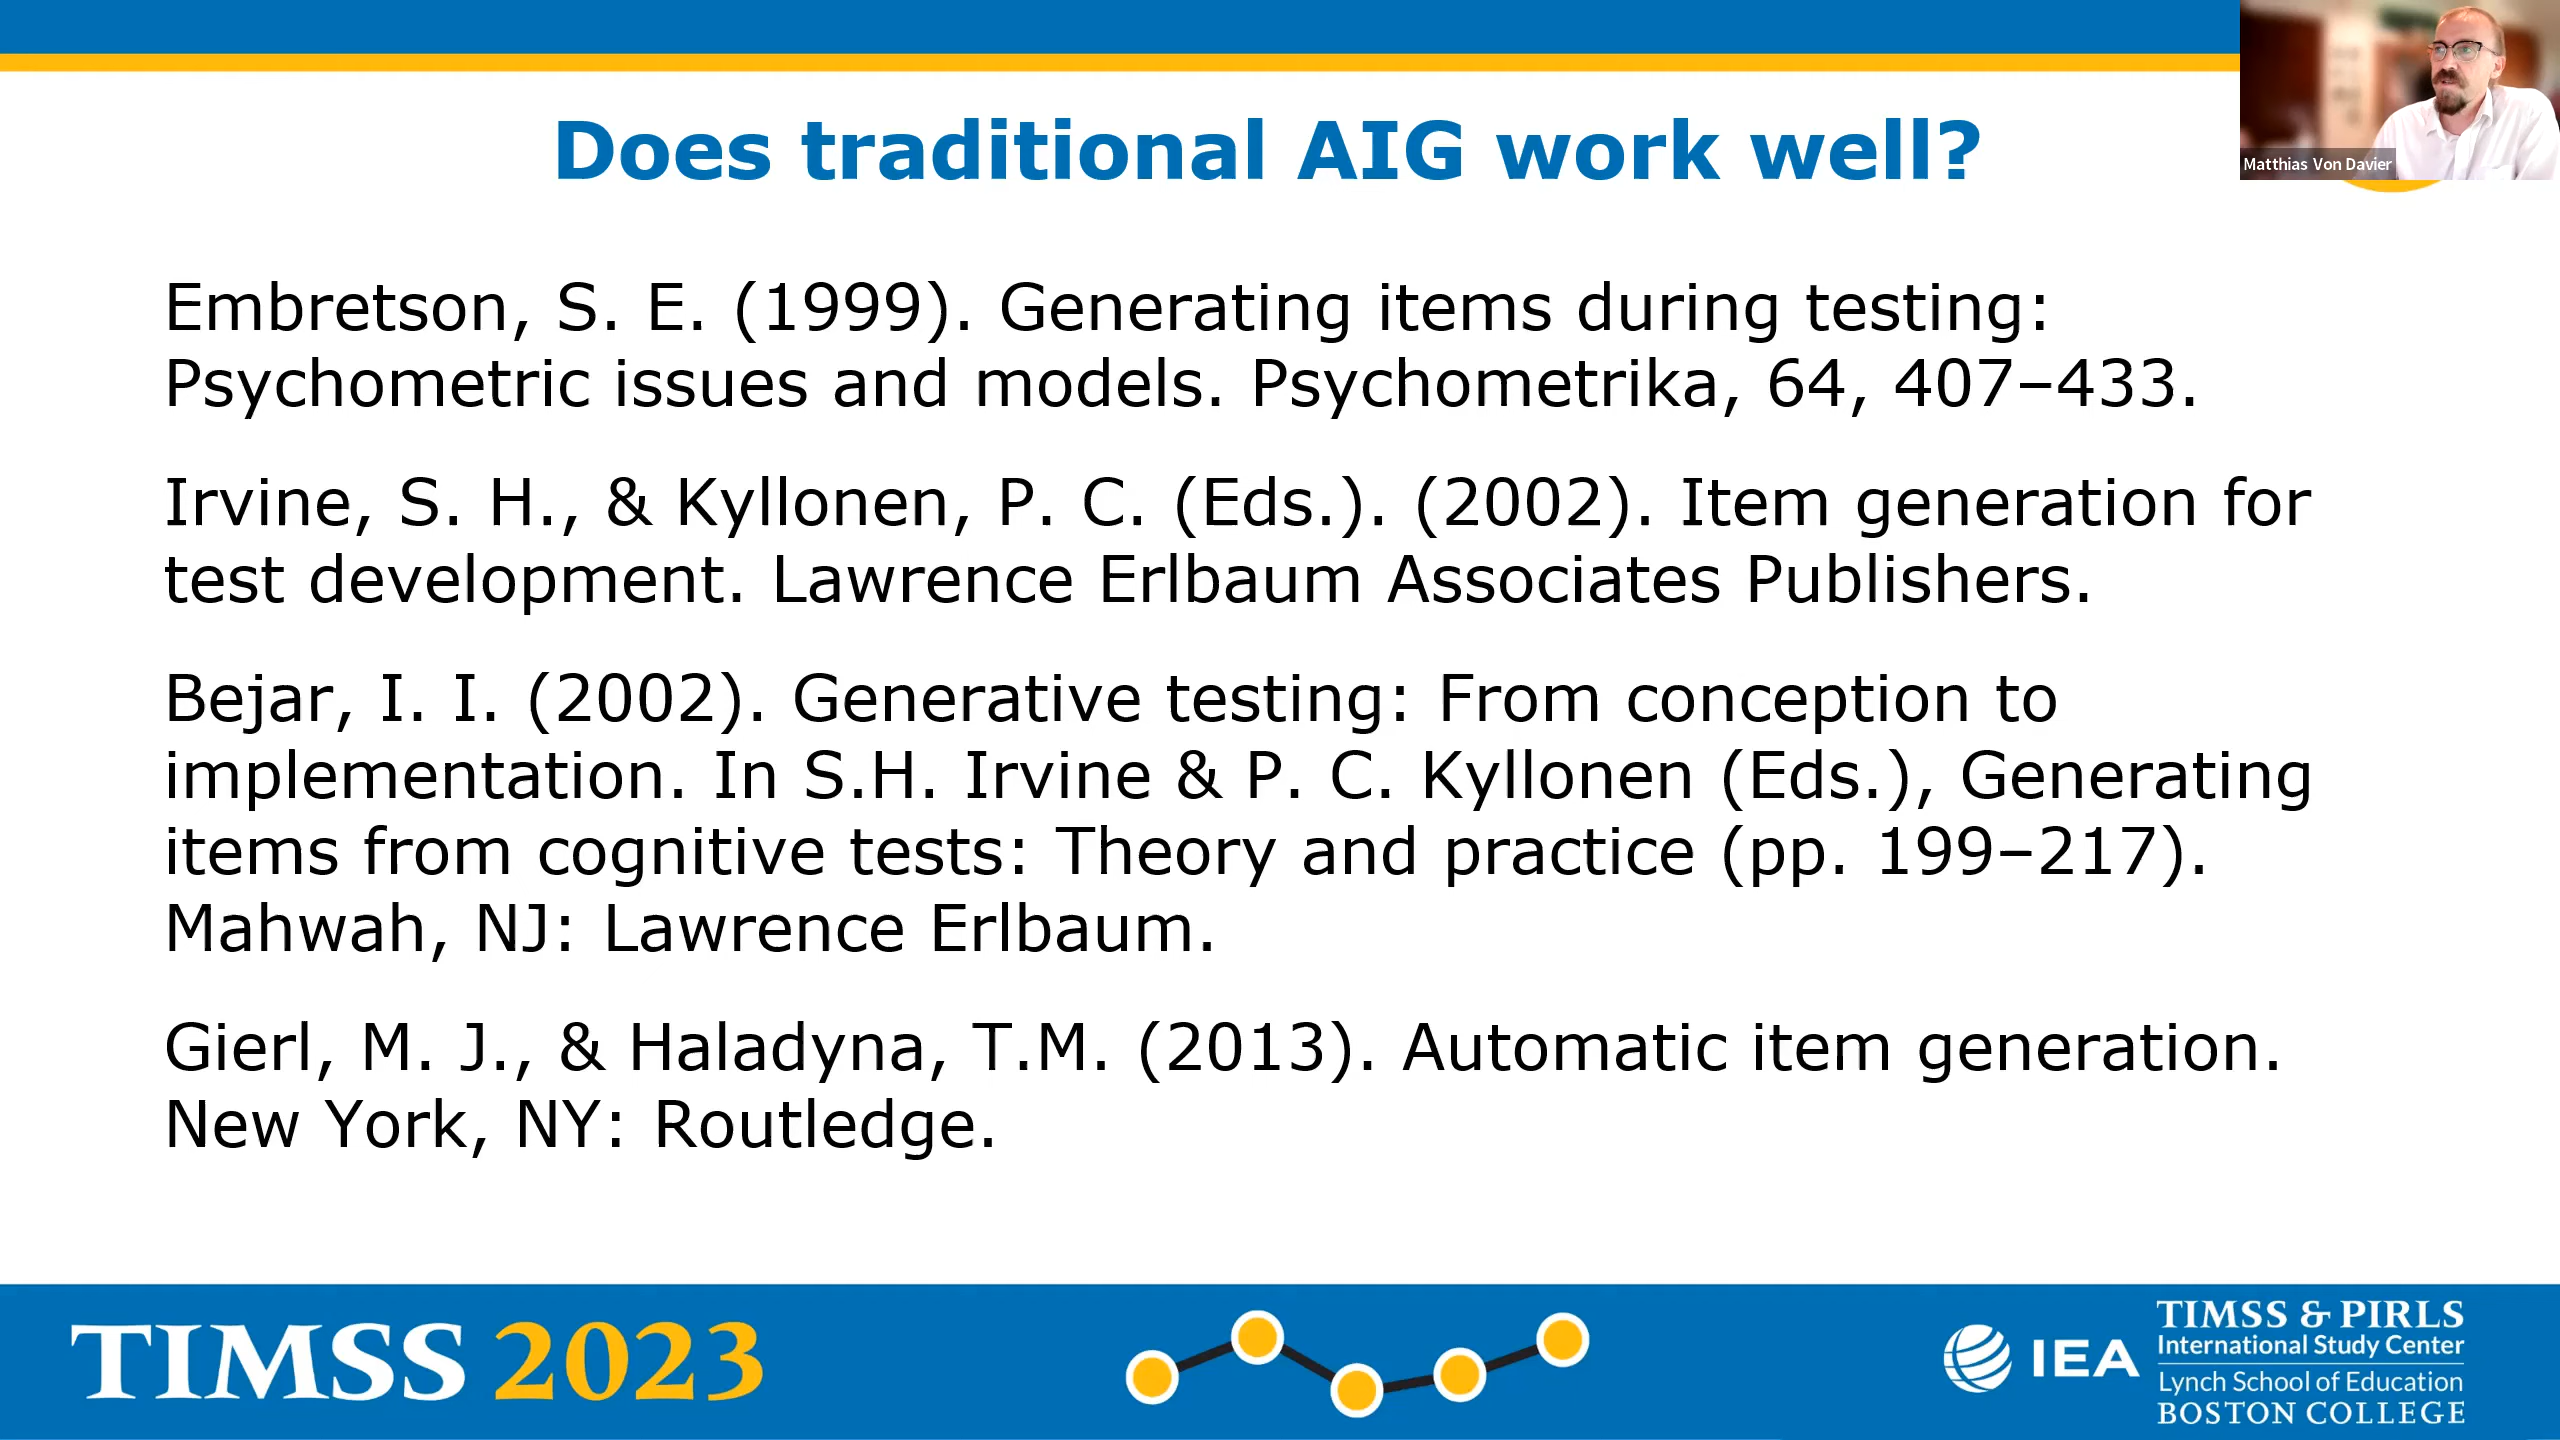 Does traditional AIG work well?
Matthias Von Davier
Embretson, S. E. (1999). Generating items during testing:
Psychometric issues and models. Psychometrika, 64, 407–433.
Irvine, S. H., & Kyllonen, P. C. (Eds.). (2002). Item generation for
test development. Lawrence Erlbaum Associates Publishers.
Bejar, I. I. (2002). Generative testing: From conception to
implementation. In S.H. Irvine & P. C. Kyllonen (Eds.), Generating
items from cognitive tests: Theory and practice (pp. 199–217).
Mahwah, NJ: Lawrence Erlbaum.
Gierl, M. J., & Haladyna, T.M. (2013). Automatic item generation.
New York, NY: Routledge.
TIMSS 2023
IEA
TIMSS & PIRLS
International Study Center
Lynch School of Education
BOSTON COLLEGE